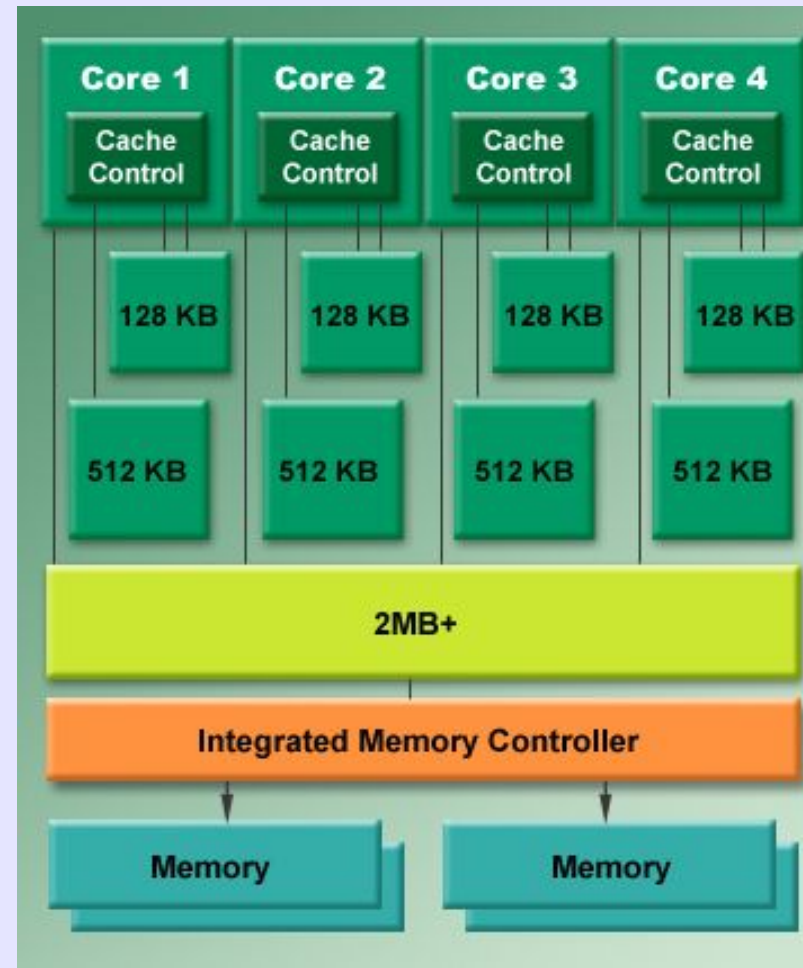 Core 1
Core 2
Core 3
Core 4
Cache
Control
Cache
Control
Cache
Control
Cache
Control
128 KB
128 KB
128 KB
128 KB
512 KB
512 KB
512 KB
512 KB
2MB+
Integrated Memory Controller
Memory
Memory